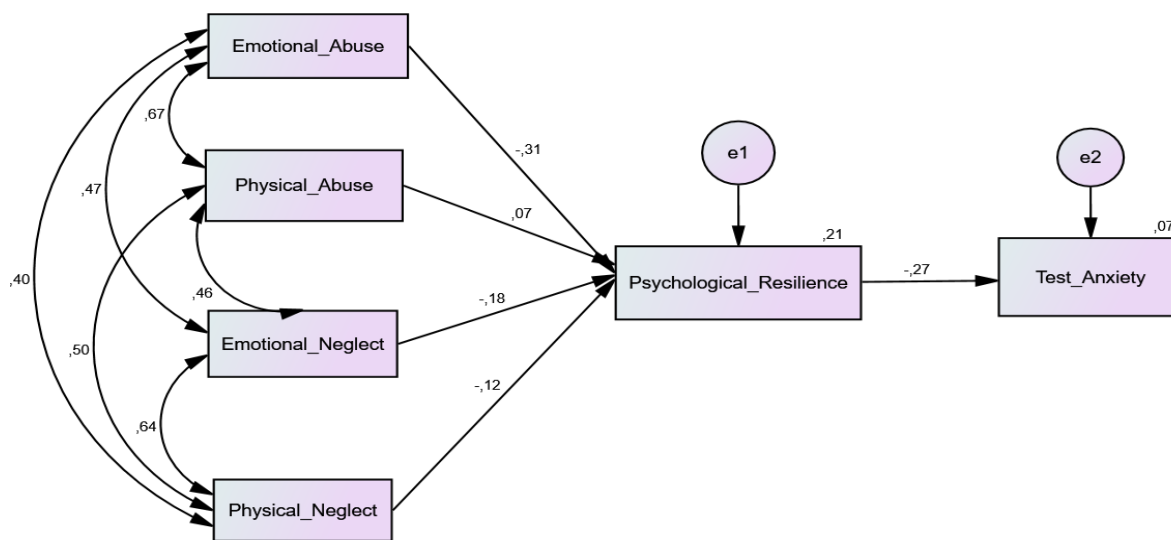 Emotional_Abuse
,67
-,31
Physical_Abuse
,07
,47
,40
,46
Emotional_Neglect
-,18
,50
,64
-,12
Physical_Neglect
e1
,21
Psychological_Resilience
-,27
e2
,07
Test_Anxiety